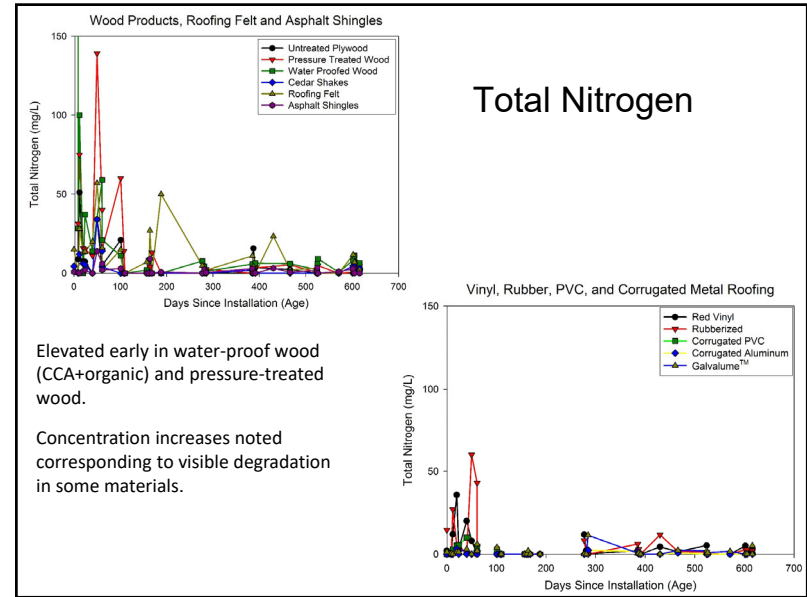 Wood Products, Roofing Felt and Asphalt Shingles
150
100
50
0
Total Nitrogen (mg/L)
Untreated Plywood
Pressure Treated Wood
Water Proofed Wood
Cedar Shakes
Roofing Felt
Asphalt Shingles
0 100 200 300 400 500 600 700
Days Since Installation (Age)
Total Nitrogen
Elevated early in water-proof wood
(CCA+organic) and pressure-treated
wood.
Concentration increases noted
corresponding to visible degradation
in some materials.
Vinyl, Rubber, PVC, and Corrugated Metal Roofing
150
100
50
0
Total Nitrogen (mg/L)
Red Vinyl
Rubberized
Corrugated PVC
Corrugated Aluminum
Galvalume™
0 100 200 300 400 500 600 700
Days Since Installation (Age)